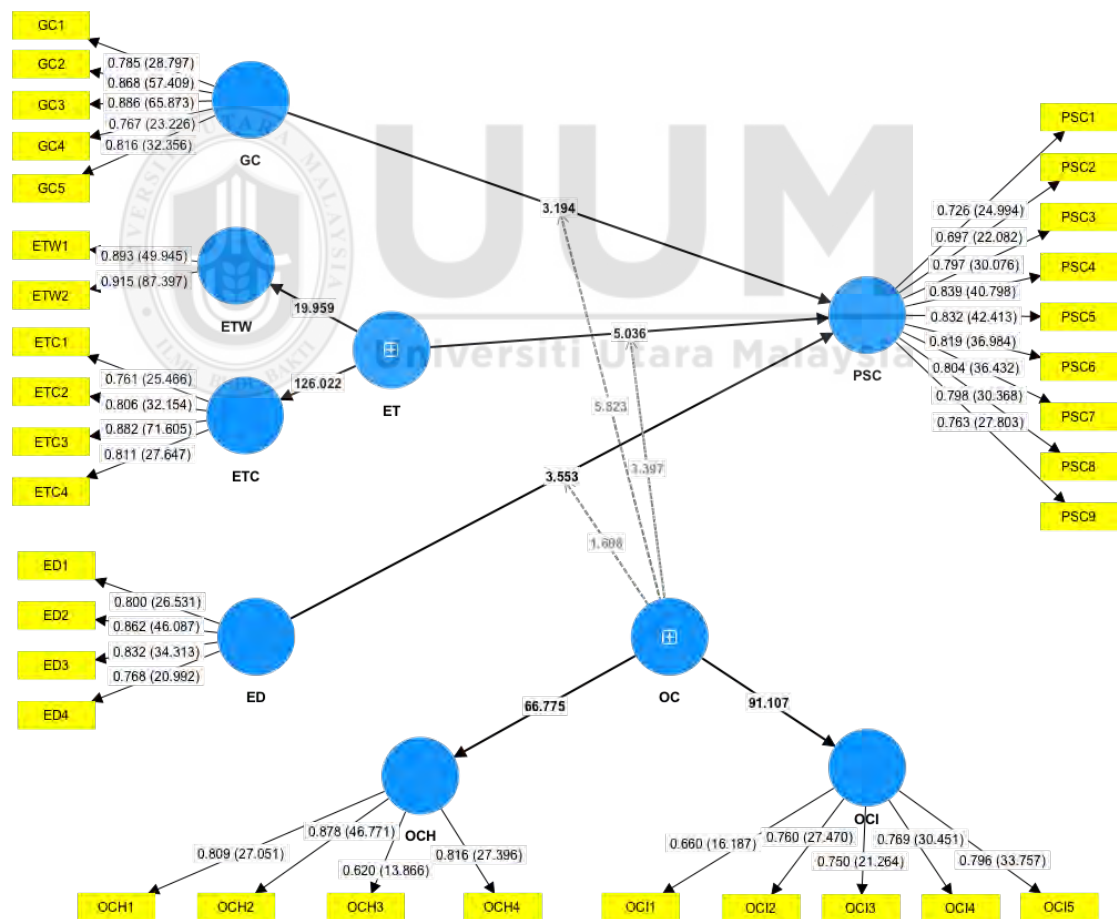 GC1
GC2
GC3
GC4
GC5
0.785 (28.797)
0.868 (57.409)
0.886 (65.873)
0.767 (23.226)
0.816 (32.356)
GC
ETW1
ETW2
0.893 (49.945)
0.915 (87.397)
ETW
19.959
ETC1
ETC2
ETC3
ETC4
0.761 (25.466)
0.806 (32.154)
0.882 (71.605)
0.811 (27.647)
ETC
126.022
ET
ED1
ED2
ED3
ED4
0.800 (26.531)
0.862 (46.087)
0.832 (34.313)
0.768 (20.992)
ED
3.194
5.036
3.553
5.823
3.397
UUM
Universiti Utara Malaysia
UNIVERSITI UTARA MALAYSIA
PSC
PSC1
PSC2
PSC3
PSC4
PSC5
PSC6
PSC7
PSC8
PSC9
0.726 (24.994)
0.697 (22.082)
0.797 (30.076)
0.839 (40.798)
0.832 (42.413)
0.819 (36.984)
0.804 (36.432)
0.798 (30.368)
0.763 (27.803)
OC
66.775
91.107
OCH
0.809 (27.051)
0.878 (46.771)
0.620 (13.866)
0.816 (27.396)
OCH1
OCH2
OCH3
OCH4
OCI
0.660 (16.187)
0.760 (27.470)
0.750 (21.264)
0.769 (30.451)
0.796 (33.757)
OCI1
OCI2
OCI3
OCI4
OCI5